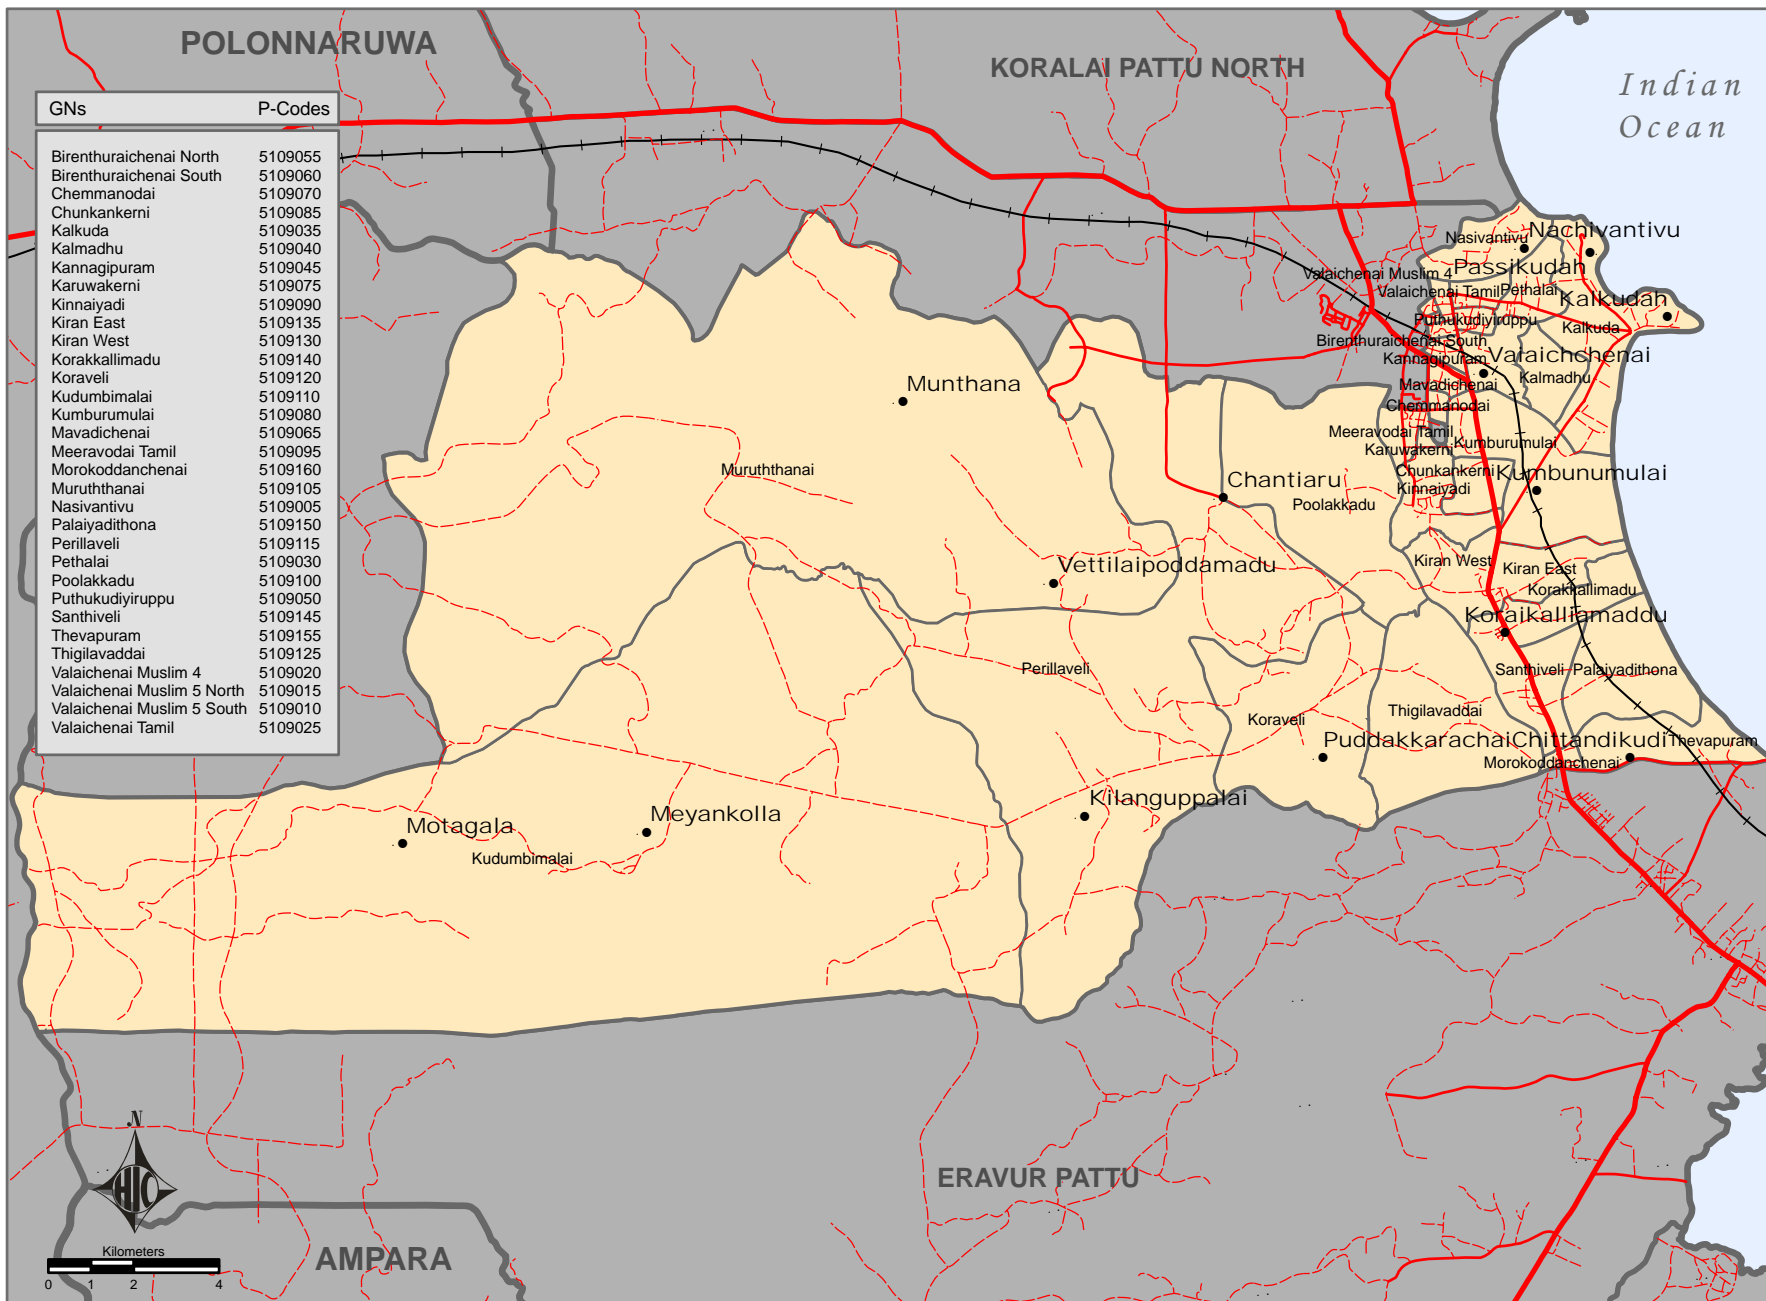 POLONNARUWA
KORALAI PATTU NORTH
Indian
Ocean
GNs P-Codes
Birenthuraichenai North 5109055
Birenthuraichenai South 5109060
Chemmanodai 5109070
Chunkankerni 5109085
Kalkuda 5109035
Kalmadhu 5109040
Kannagipuram 5109045
Karuwakerni 5109075
Kinnaiyadi 5109090
Kiran East 5109135
Kiran West 5109130
Korakkallimadu 5109140
Koraveli 5109120
Kudumbimalai 5109110
Kumburumulai 5109080
Mavadichenai 5109065
Meeravodai Tamil 5109095
Morokoddanchenai 5109160
Muruththanai 5109105
Nasivantivu 5109005
Palaiyadithona 5109150
Perillaveli 5109115
Pethalai 5109030
Poolakkadu 5109100
Puthukudiyiruppu 5109050
Santhiveli 5109145
Thevapuram 5109155
Thigilavaddai 5109125
Valaichenai Muslim 4 5109020
Valaichenai Muslim 5 North 5109015
Valaichenai Muslim 5 South 5109010
Valaichenai Tamil 5109025
Nasivantivu
Nachivantivu
Valaichenai Muslim 4
Passikudah
Valaichenai Tamil
Pethalai
Kalkudah
Puthukudiyiruppu
Kalkuda
Birenthuraichenai South
Kannagipuram
Valaichchenai
Mavadichenai
Kalmadhu
Munthana
Chemmanodai
Meeravodai Tamil
Kumburumulai
Karuwakerni
Muruththanai
Chunkankerni
Kumbunumulai
Chantiaru
Kinnaiyadi
Poolakkadu
Vettilaipoddamadu
Kiran West
Kiran East
Korakkallimadu
Koraikalliamaddu
Perillaveli
Santhiveli
Palaiyadithona
Koraveli
Thigilavaddai
Puddakkarachai
Chittandikudi
Thevapuram
Morokoddanchenai
Kilanguppalai
Motagala
Meyankolla
Kudumbimalai
N
HIC
ERAVUR PATTU
AMPARA
Kilometers
0 1 2 4